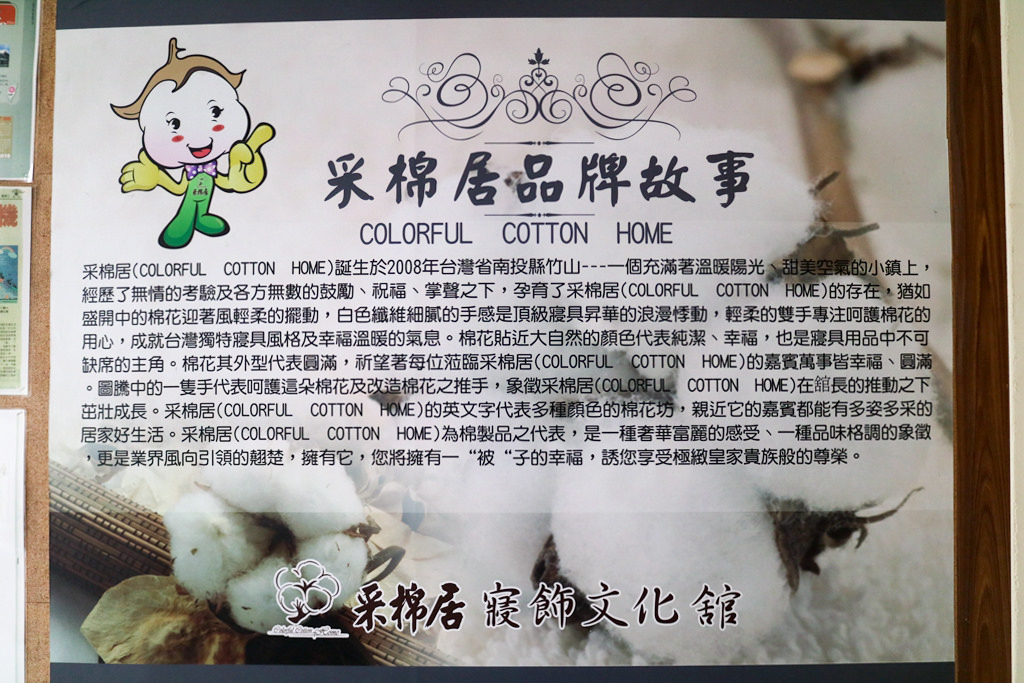 采棉居
采棉居品牌故事
COLORFUL COTTON HOME
采棉居(COLORFUL COTTON HOME)誕生於2008年台灣省南投縣竹山---一個充滿著溫暖陽光、甜美空氣的小鎮上，
經歷了無情的考驗及各方無數的鼓勵、祝福、掌聲之下，孕育了采棉居(COLORFUL COTTON HOME)的存在，猶如
盛開中的棉花迎著風輕柔的擺動，白色纖維細膩的手感是頂級寢具昇華的浪漫悸動，輕柔的雙手專注呵護棉花的
用心，成就台灣獨特寢具風格及幸福溫暖的氣息。棉花貼近大自然的顏色代表純潔、幸福，也是寢具用品中不可
缺席的主角。棉花其外型代表圓滿，祈望著每位蒞臨采棉居(COLORFUL COTTON HOME)的嘉賓萬事皆幸福、圓滿
。圖騰中的一隻手代表呵護這朵棉花及改造棉花之推手，象徵采棉居(COLORFUL COTTON HOME)在舘長的推動之下
茁壯成長。采棉居(COLORFUL COTTON HOME)的英文字代表多種顏色的棉花坊，親近它的嘉賓都能有多姿多采的
居家好生活。采棉居(COLORFUL COTTON HOME)為棉製品之代表，是一種奢華富麗的感受、一種品味格調的象徵
，更是業界風向引領的翹楚，擁有它，您將擁有一“被“子的幸福，誘您享受極緻皇家貴族般的尊榮。
采棉居 寢飾文化舘
Colorful Cotton Home